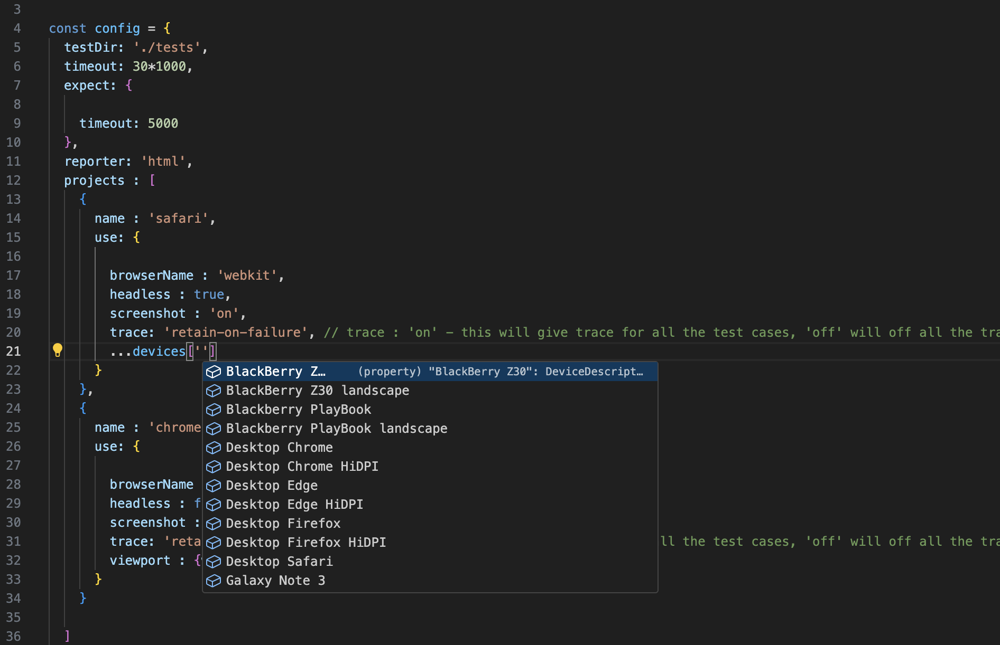 3
4 const config = {
5 testDir: './tests',
6 timeout: 30*1000,
7 expect: {
8
9 timeout: 5000
10 },
11 reporter: 'html',
12 projects : [
13 {
14 name : 'safari',
15 use: {
16
17 browserName : 'webkit',
18 headless : true,
19 screenshot : 'on',
20 trace: 'retain-on-failure', // trace : 'on' - this will give trace for all the test cases, 'off' will off all the tra
21 ...devices['']
22 }
BlackBerry Z… (property) "BlackBerry Z30": DeviceDescript…
BlackBerry Z30 landscape
Blackberry PlayBook
Blackberry PlayBook landscape
Desktop Chrome
Desktop Chrome HiDPI
Desktop Edge
Desktop Edge HiDPI
Desktop Firefox
Desktop Firefox HiDPI
Desktop Safari
Galaxy Note 3
23 },
24 {
25 name : 'chrome
26 use: {
27
28 browserName
29 headless : f
30 screenshot :
31 trace: 'reta ll the test cases, 'off' will off all the tra
32 viewport : {
33 }
34 }
35
36 ]